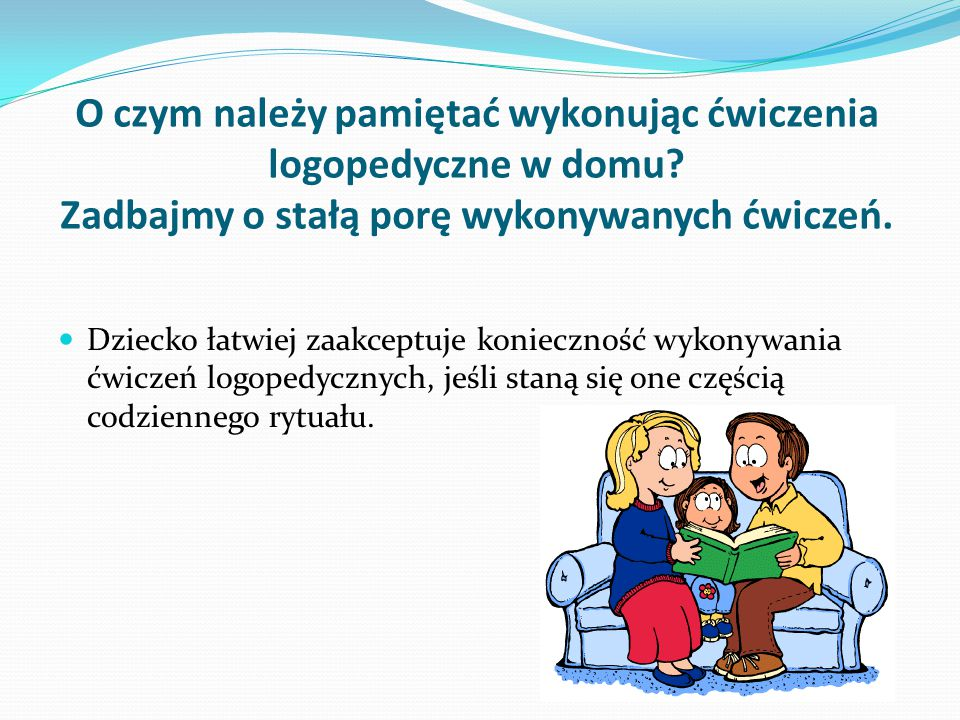 O czym należy pamiętać wykonując ćwiczenia
logopedyczne w domu?
Zadbajmy o stałą porę wykonywanych ćwiczeń.
Dziecko łatwiej zaakceptuje konieczność wykonywania
ćwiczeń logopedycznych, jeśli staną się one częścią
codziennego rytuału.